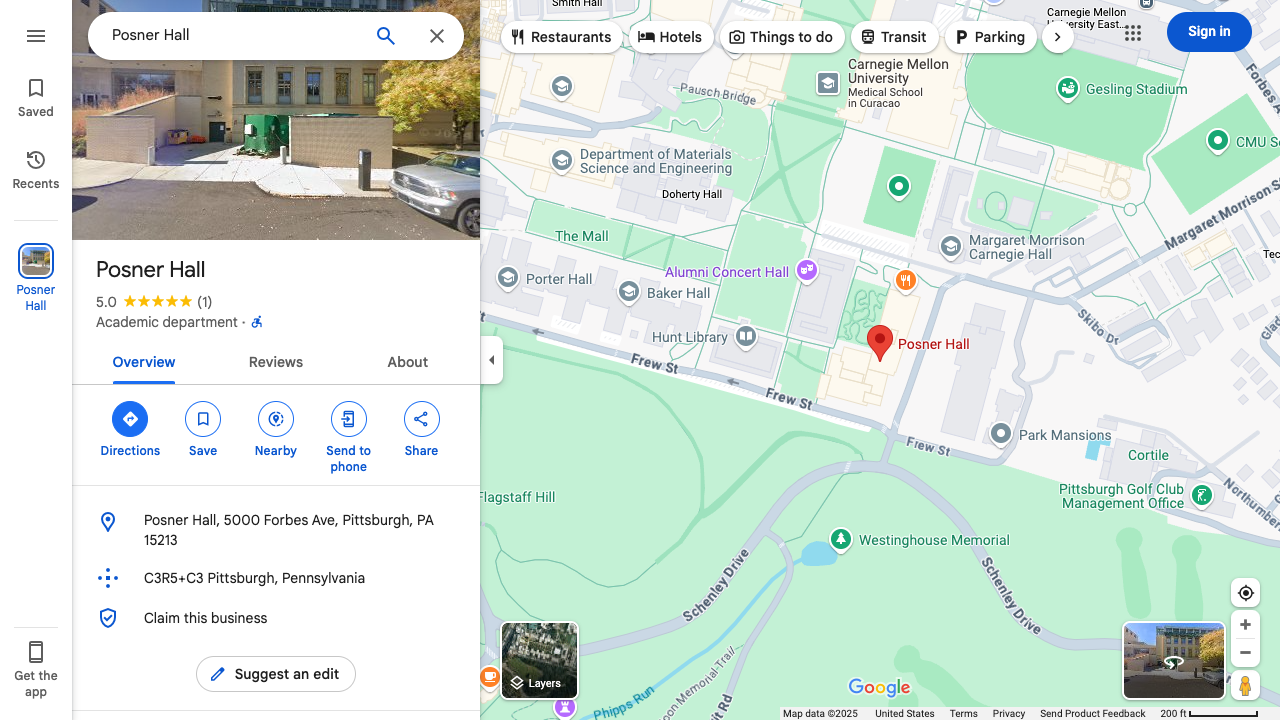 Posner Hall
Saved
Recents
Posner
Hall
Get the
app
Posner Hall
5.0
(1)
Academic department ·
Overview
Reviews
About
Directions
Save
Nearby
Send to
phone
Share
Posner Hall, 5000 Forbes Ave, Pittsburgh, PA
15213
C3R5+C3 Pittsburgh, Pennsylvania
Claim this business
Suggest an edit
Restaurants
Hotels
Things to do
Transit
Parking
Sign in
Smith Hall
Carnegie Mellon
University East...
Carnegie Mellon
University
Medical School
in Curacao
Pausch Bridge
Gesling Stadium
Forbes
CMU S
Department of Materials
Science and Engineering
Doherty Hall
Margaret Morrison
The Mall
Margaret Morrison
Carnegie Hall
Tec
Alumni Concert Hall
Porter Hall
Baker Hall
Hunt Library
Posner Hall
Skibo Dr
Frew St
Frew St
Frew St
Park Mansions
Cortile
Pittsburgh Golf Club
Management Office
Northumber
Flagstaff Hill
Westinghouse Memorial
Schenley Drive
Schenley Drive
Phipps Run
on Memorial Trail
it Rd
Layers
Google
Map data ©2025
United States
Terms
Privacy
Send Product Feedback
200 ft